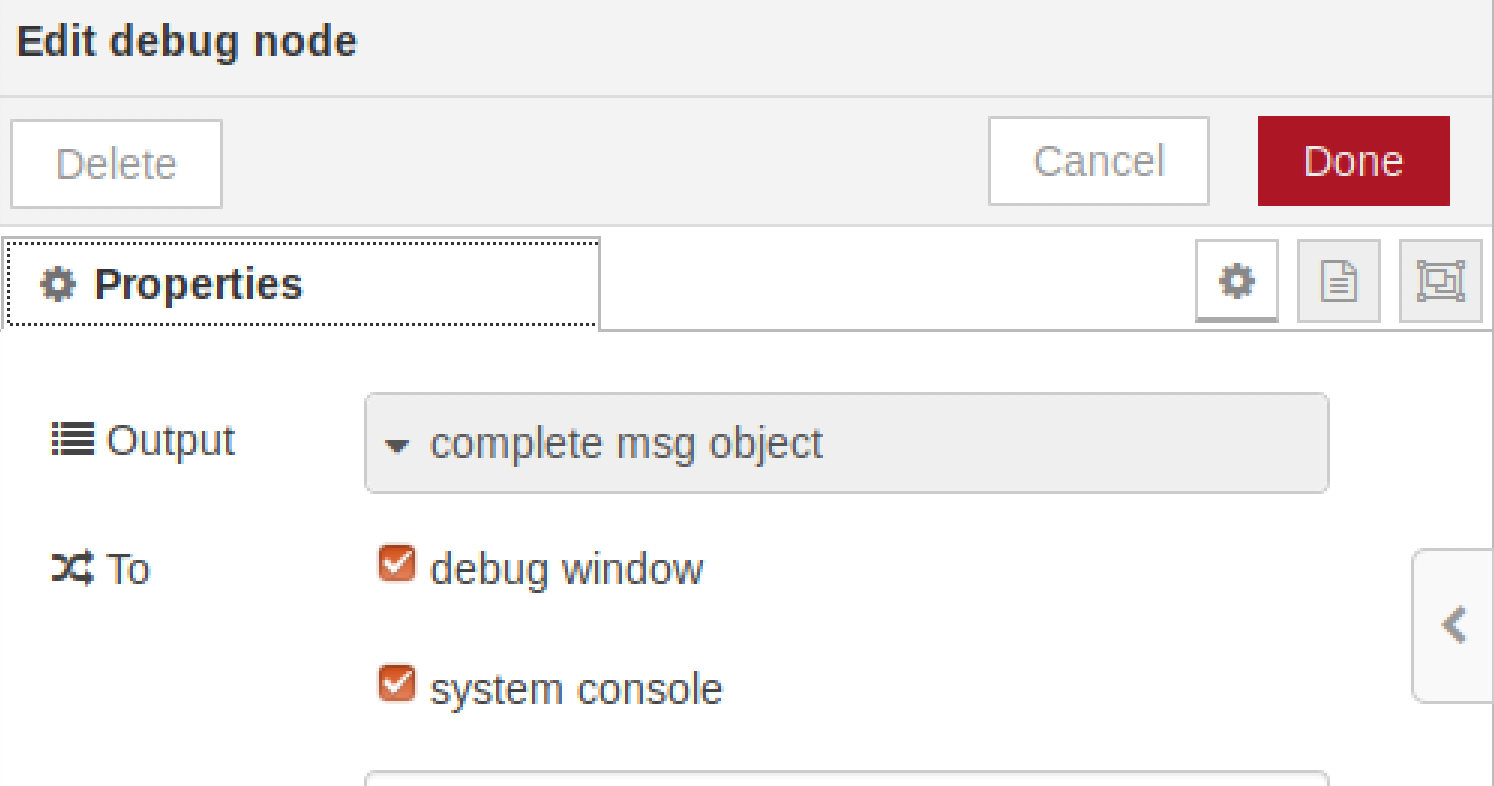 Edit debug node
Delete Cancel Done
Properties
Output complete msg object
To debug window
system console